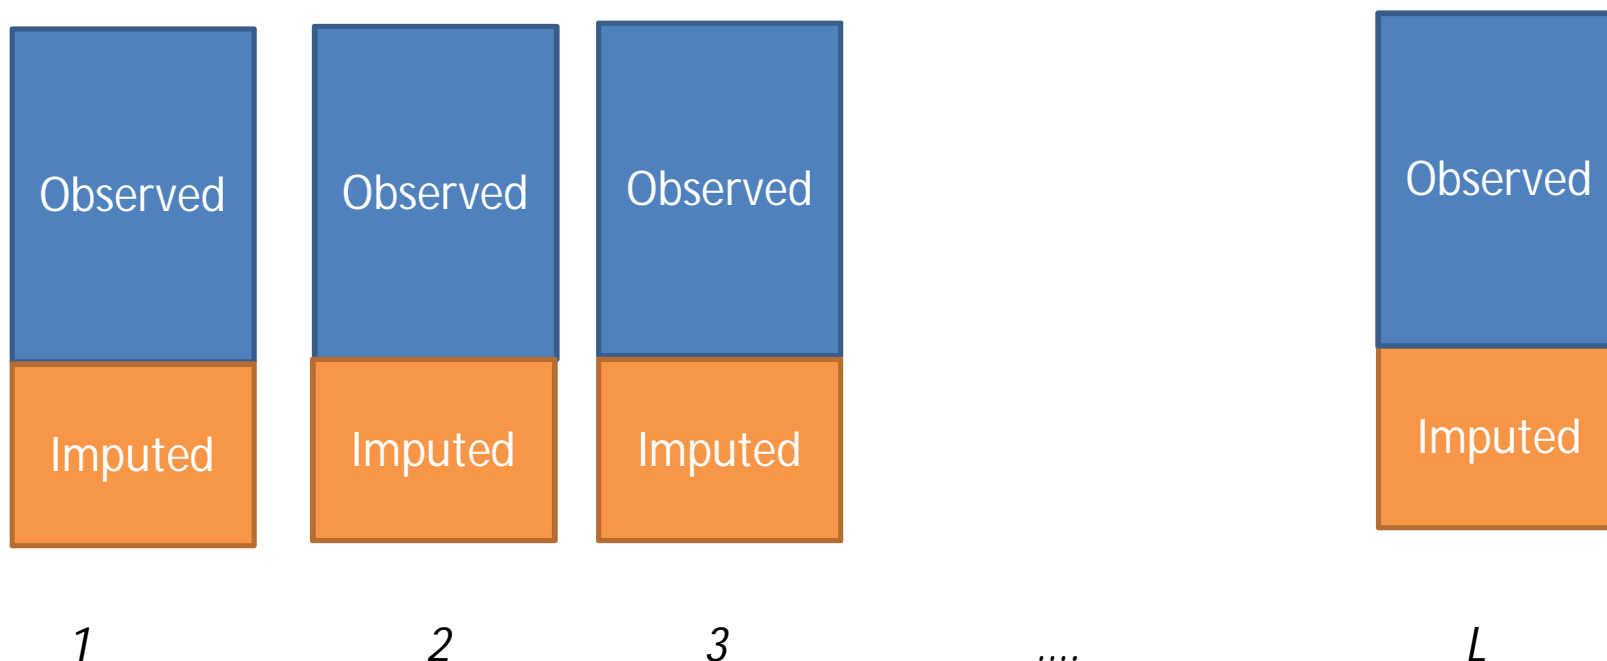 Observed Observed Observed Observed
Imputed Imputed Imputed Imputed
1 2 3 .... L